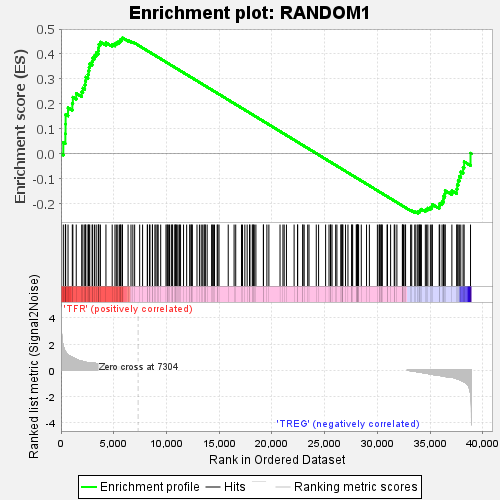 Enrichment plot: RANDOM1
Enrichment score (ES)
0.5
0.4
0.3
0.2
0.1
0.0
-0.1
-0.2
'TFR' (positively correlated)
Zero cross at 7304
'TREG' (negatively correlated)
Ranked list metric (Signal2Noise)
4
2
0
-2
-4
0 5,000 10,000 15,000 20,000 25,000 30,000 35,000 40,000
Rank in Ordered Dataset
Enrichment profile Hits Ranking metric scores